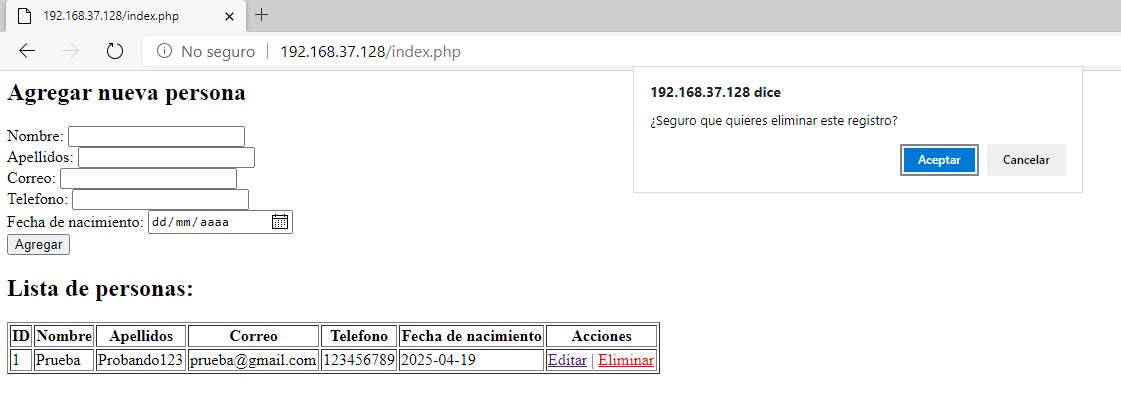 192.168.37.128/index.php
No seguro
192.168.37.128/index.php
192.168.37.128 dice
¿Seguro que quieres eliminar este registro?
Aceptar
Cancelar
Agregar nueva persona
Nombre:
Apellidos:
Correo:
Telefono:
Fecha de nacimiento: dd/mm/aaaa
Agregar
Lista de personas:
ID Nombre Apellidos Correo Telefono Fecha de nacimiento Acciones
1 Prueba Probando123 prueba@gmail.com 123456789 2025-04-19 Editar | Eliminar